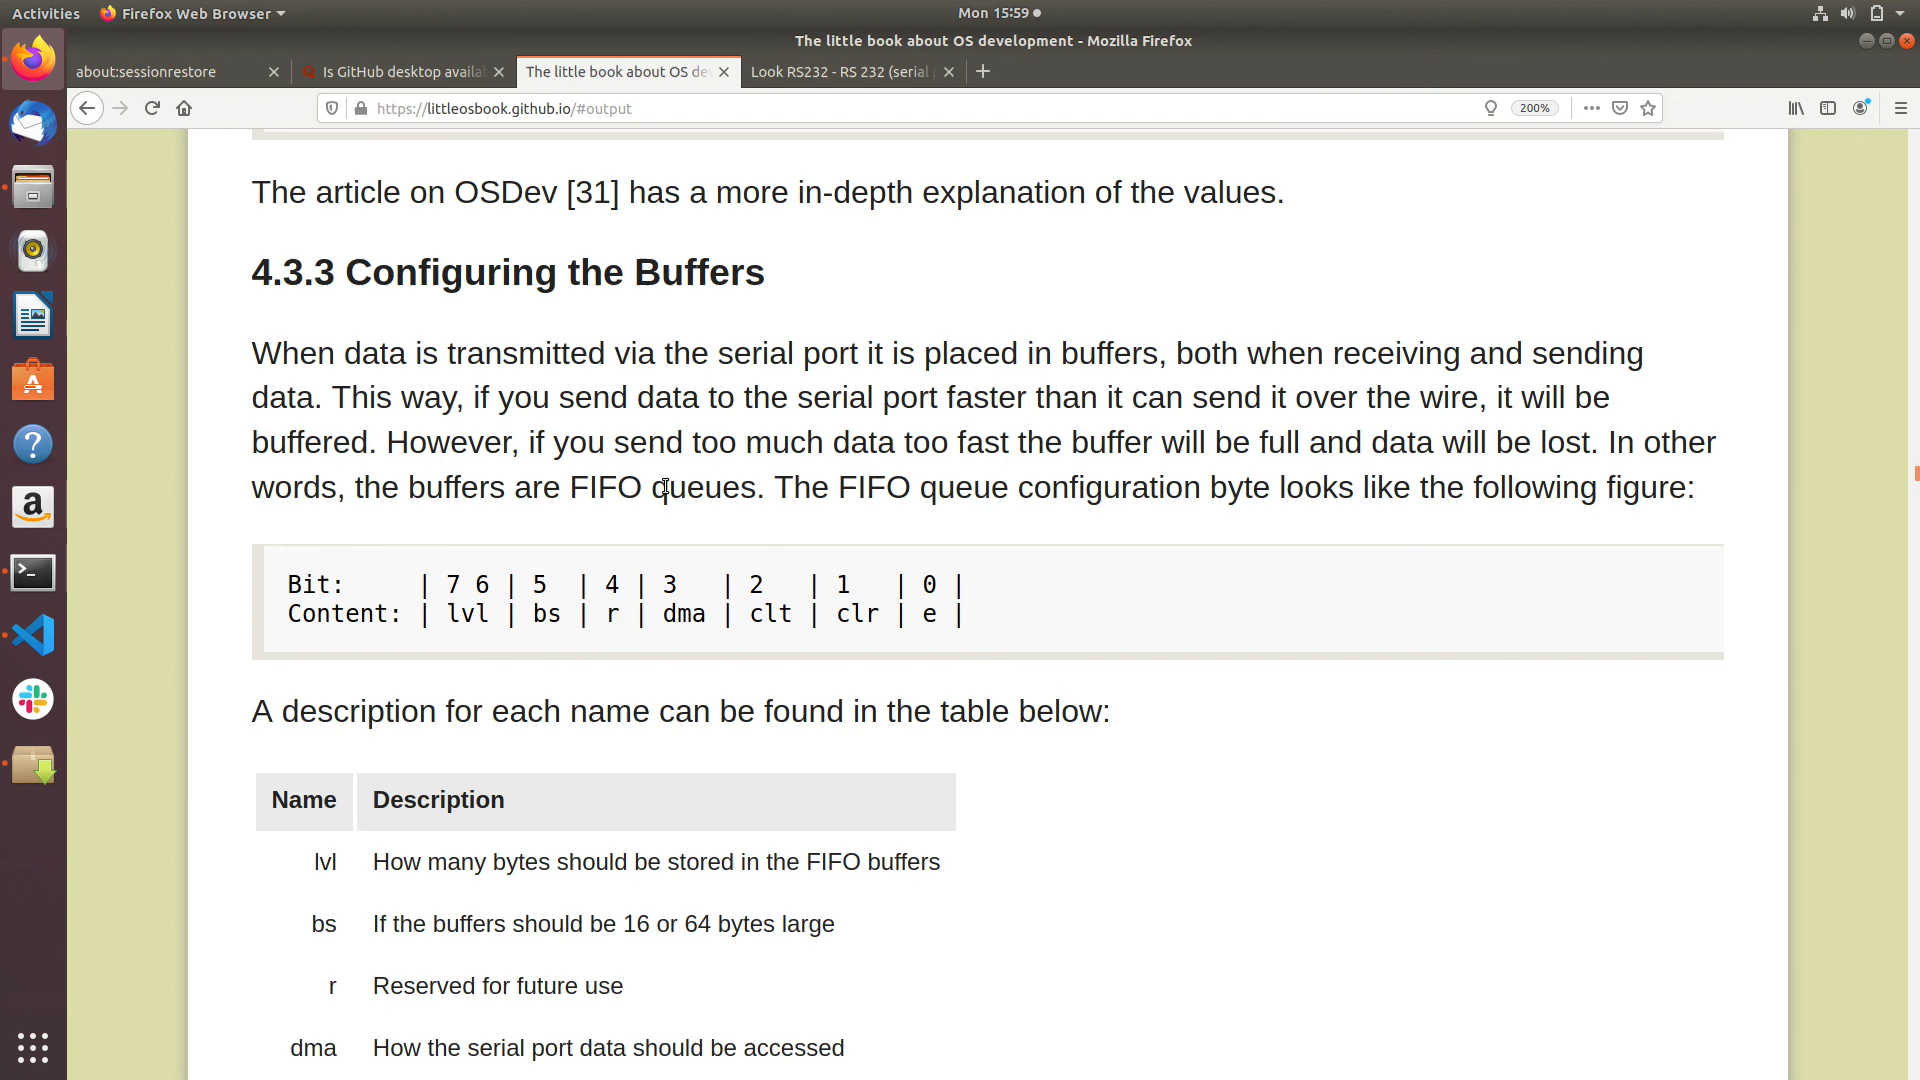 Activities Firefox Web Browser Mon 15:59
The little book about OS development - Mozilla Firefox
about:sessionrestore Is GitHub desktop availa The little book about OS de Look RS232 - RS 232 (serial
https://littleosbook.github.io/#output 200%
The article on OSDev [31] has a more in-depth explanation of the values.
4.3.3 Configuring the Buffers
When data is transmitted via the serial port it is placed in buffers, both when receiving and sending
data. This way, if you send data to the serial port faster than it can send it over the wire, it will be
buffered. However, if you send too much data too fast the buffer will be full and data will be lost. In other
words, the buffers are FIFO queues. The FIFO queue configuration byte looks like the following figure:
Bit: | 7 6 | 5 | 4 | 3 | 2 | 1 | 0 |
Content: | lvl | bs | r | dma | clt | clr | e |
A description for each name can be found in the table below:
Name Description
lvl How many bytes should be stored in the FIFO buffers
bs If the buffers should be 16 or 64 bytes large
r Reserved for future use
dma How the serial port data should be accessed